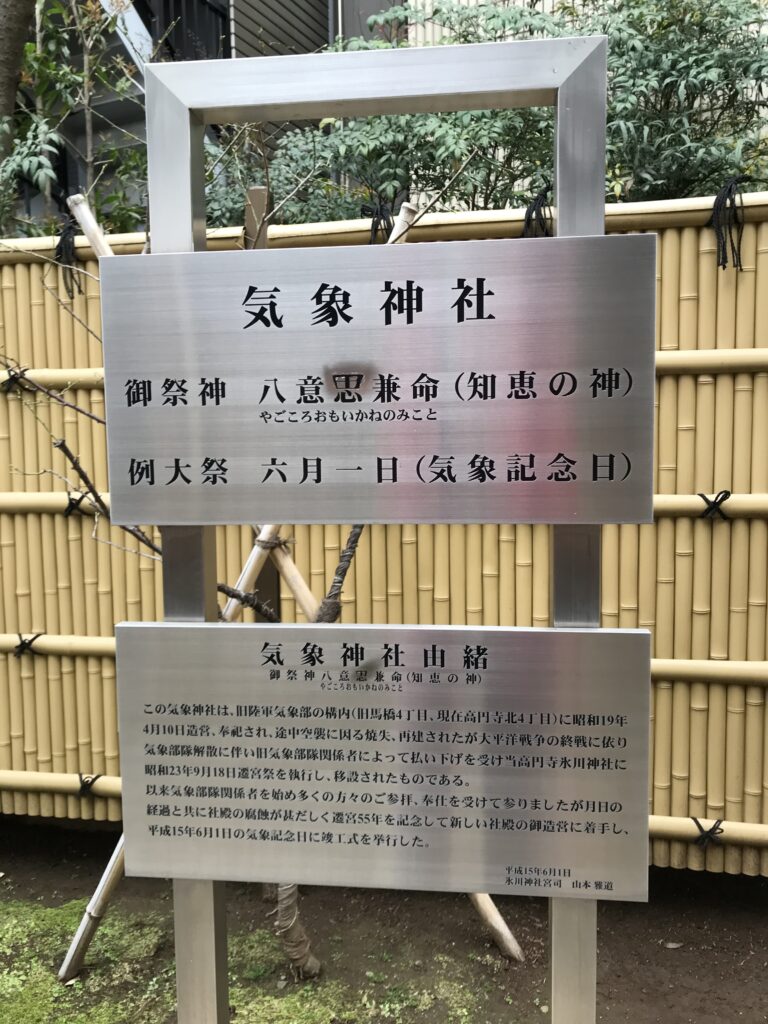 気象神社
御祭神 八意思兼命(知恵の神)
やごころおもいかねのみこと
例大祭 六月一日(気象記念日)
気象神社由緒
御祭神八意思兼命(知恵の神)
やごころおもいかねのみこと
この気象神社は、旧陸軍気象部の構内(旧馬橋4丁目、現在高円寺北4丁目)に昭和19年
4月10日造営、奉祀され、途中空襲に因る焼失、再建されたが太平洋戦争の終戦に依り
気象部隊解散に伴い旧気象部隊関係者によって払い下げを受け当高円寺氷川神社に
昭和23年9月18日遷宮祭を執行し、移設されたものである。
以来気象部隊関係者を始め多くの方々のご参拝、奉仕を受けて参りましたが月日の
経過と共に社殿の腐蝕が甚だしく遷宮55年を記念して新しい社殿の御造営に着手し、
平成15年6月1日の気象記念日に竣工式を挙行した。
平成15年6月1日
氷川神社宮司 山本 雅道